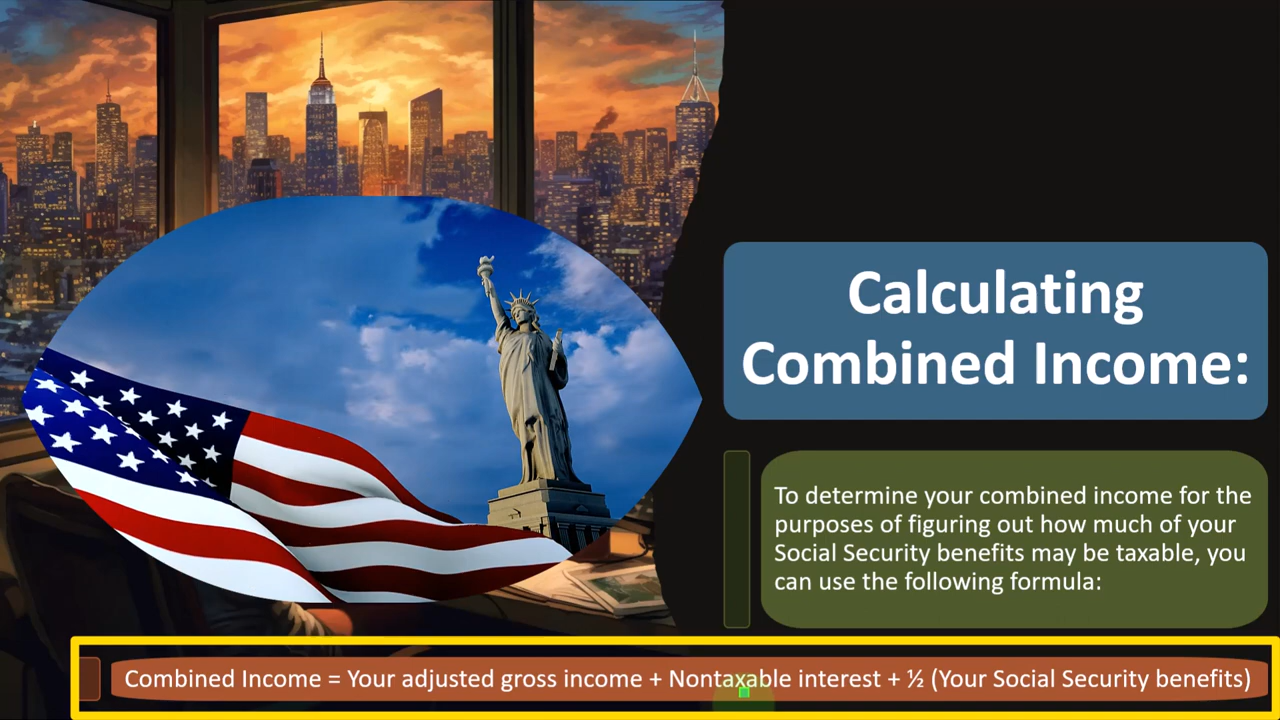 Calculating
Combined Income:
To determine your combined income for the
purposes of figuring out how much of your
Social Security benefits may be taxable, you
can use the following formula:
Combined Income = Your adjusted gross income + Nontaxable interest + ½ (Your Social Security benefits)